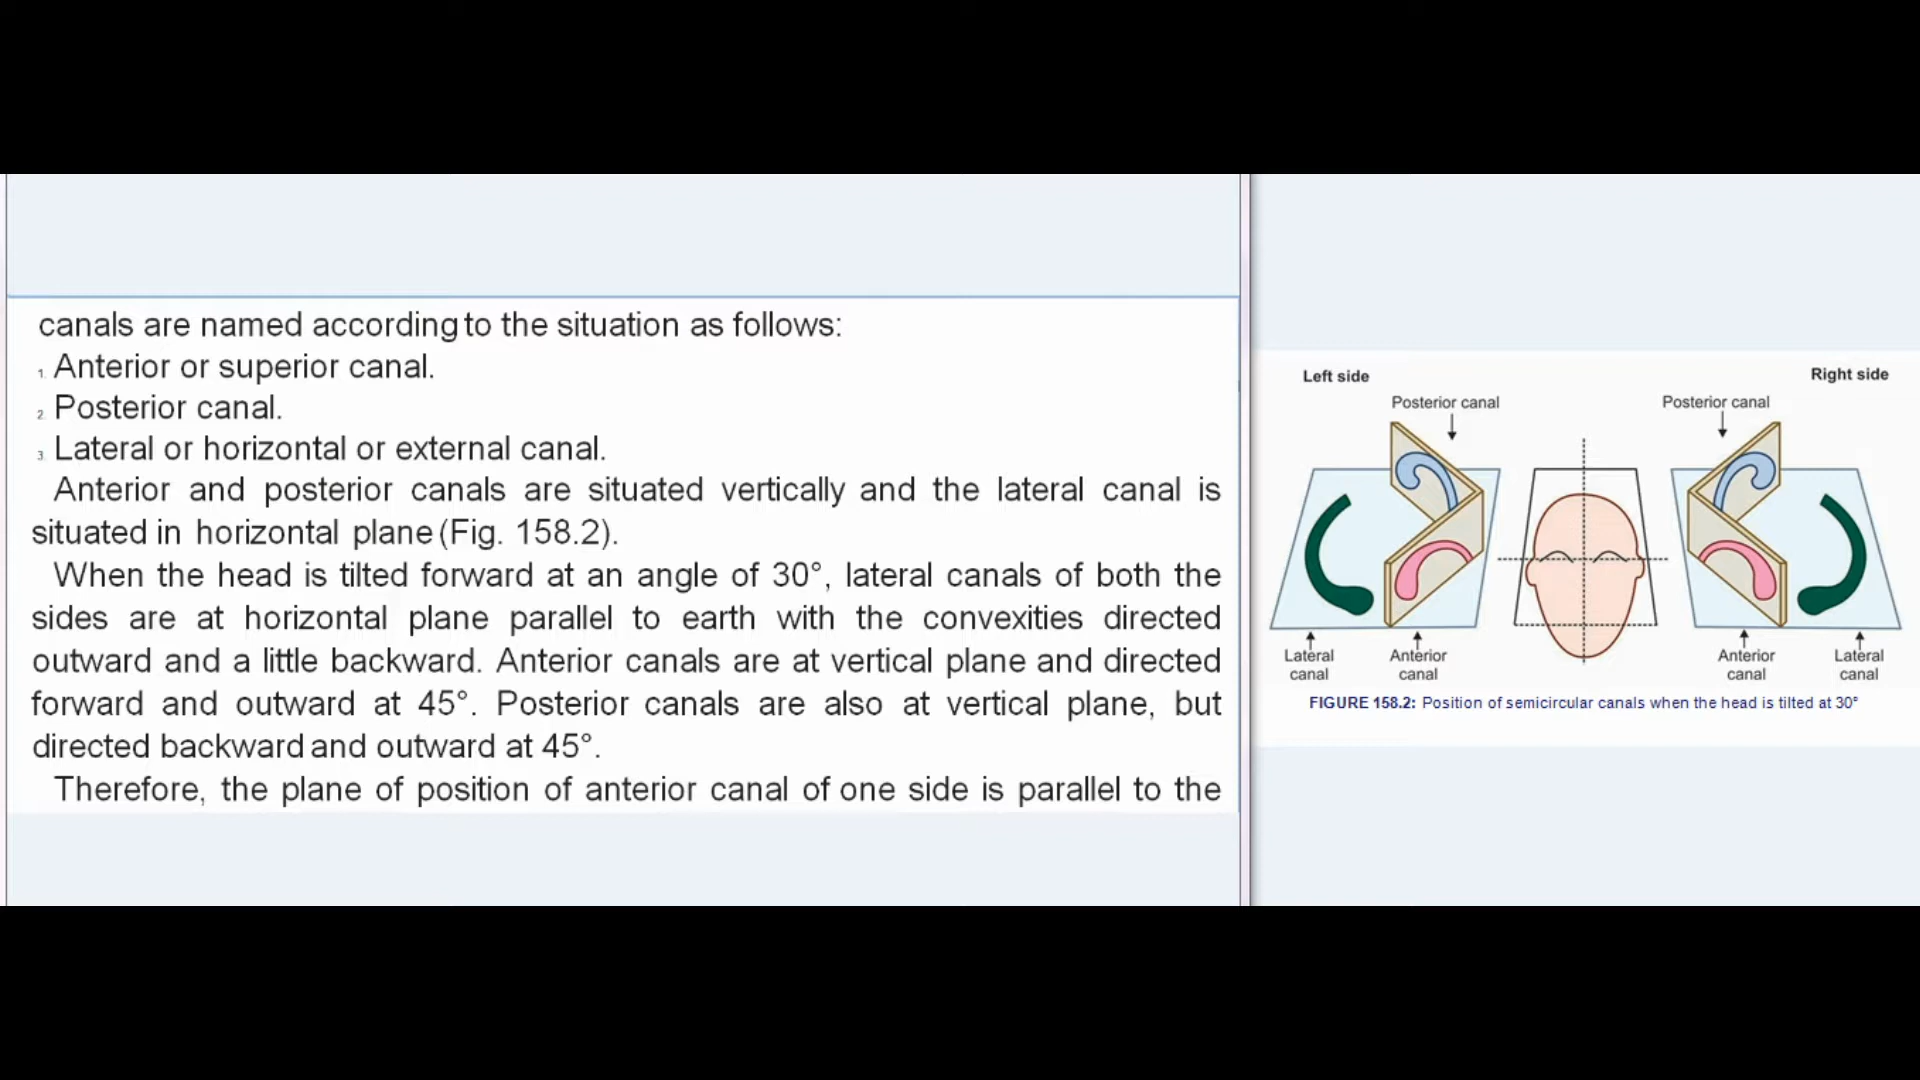 canals are named according to the situation as follows:
1. Anterior or superior canal.
2. Posterior canal.
3. Lateral or horizontal or external canal.
Anterior and posterior canals are situated vertically and the lateral canal is
situated in horizontal plane (Fig. 158.2).
When the head is tilted forward at an angle of 30°, lateral canals of both the
sides are at horizontal plane parallel to earth with the convexities directed
outward and a little backward. Anterior canals are at vertical plane and directed
forward and outward at 45°. Posterior canals are also at vertical plane, but
directed backward and outward at 45°.
Therefore, the plane of position of anterior canal of one side is parallel to the
Left side
Right side
Posterior canal
Posterior canal
Lateral
canal
Anterior
canal
Anterior
canal
Lateral
canal
FIGURE 158.2: Position of semicircular canals when the head is tilted at 30°